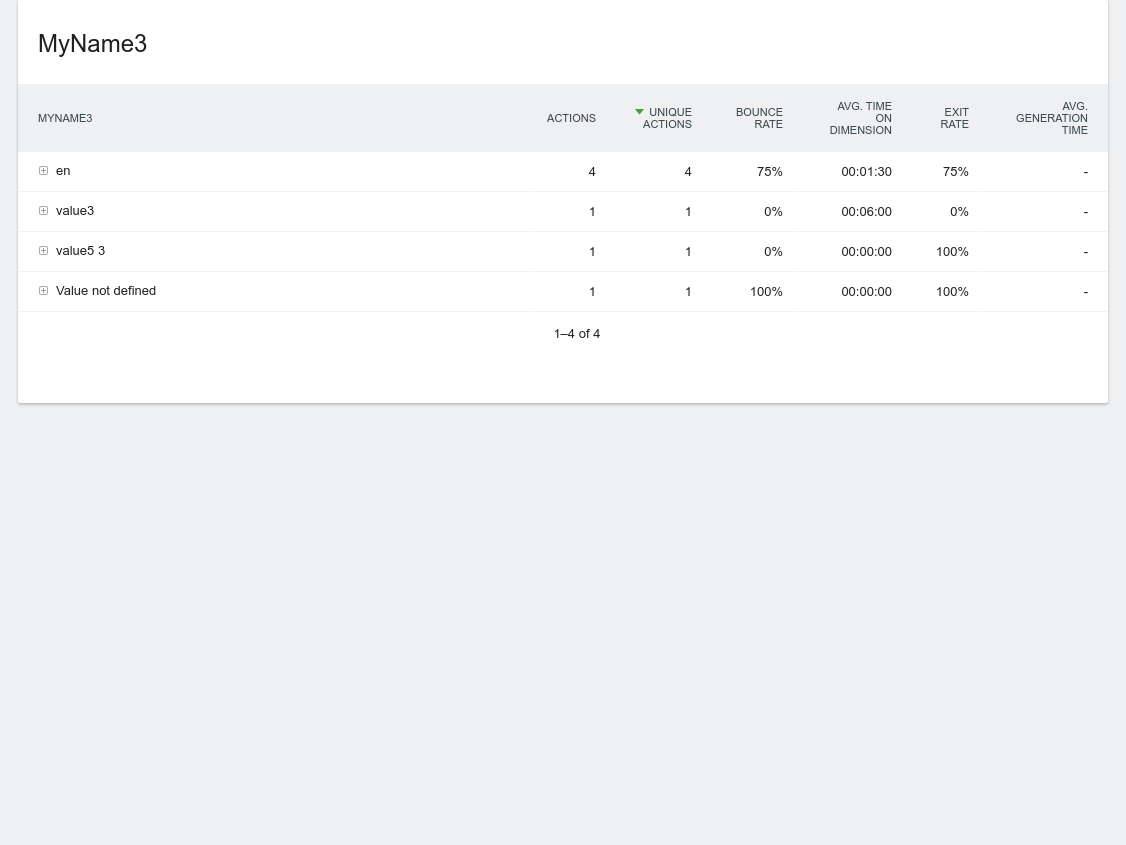 MyName3
MYNAME3 ACTIONS UNIQUE ACTIONS BOUNCE RATE AVG. TIME ON DIMENSION EXIT RATE AVG. GENERATION TIME
en 4 4 75% 00:01:30 75% -
value3 1 1 0% 00:06:00 0% -
value5 3 1 1 0% 00:00:00 100% -
Value not defined 1 1 100% 00:00:00 100% -
1–4 of 4